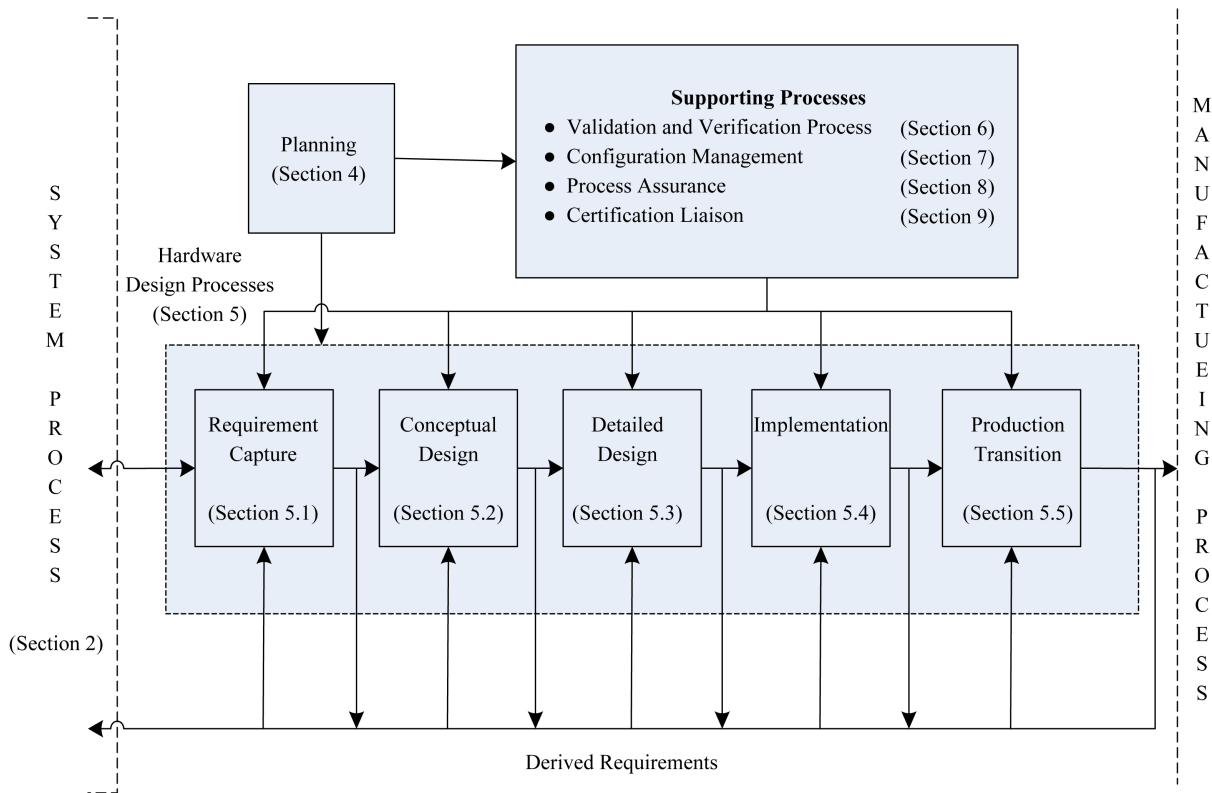 Supporting Processes
● Validation and Verification Process (Section 6)
● Configuration Management (Section 7)
● Process Assurance (Section 8)
● Certification Liaison (Section 9)
Planning
(Section 4)
SYSTEM PROCESS
(Section 2)
Hardware
Design Processes
(Section 5)
Requirement
Capture
(Section 5.1)
Conceptual
Design
(Section 5.2)
Detailed
Design
(Section 5.3)
Implementation
(Section 5.4)
Production
Transition
(Section 5.5)
MANUFACTUEING PROCESS
Derived Requirements